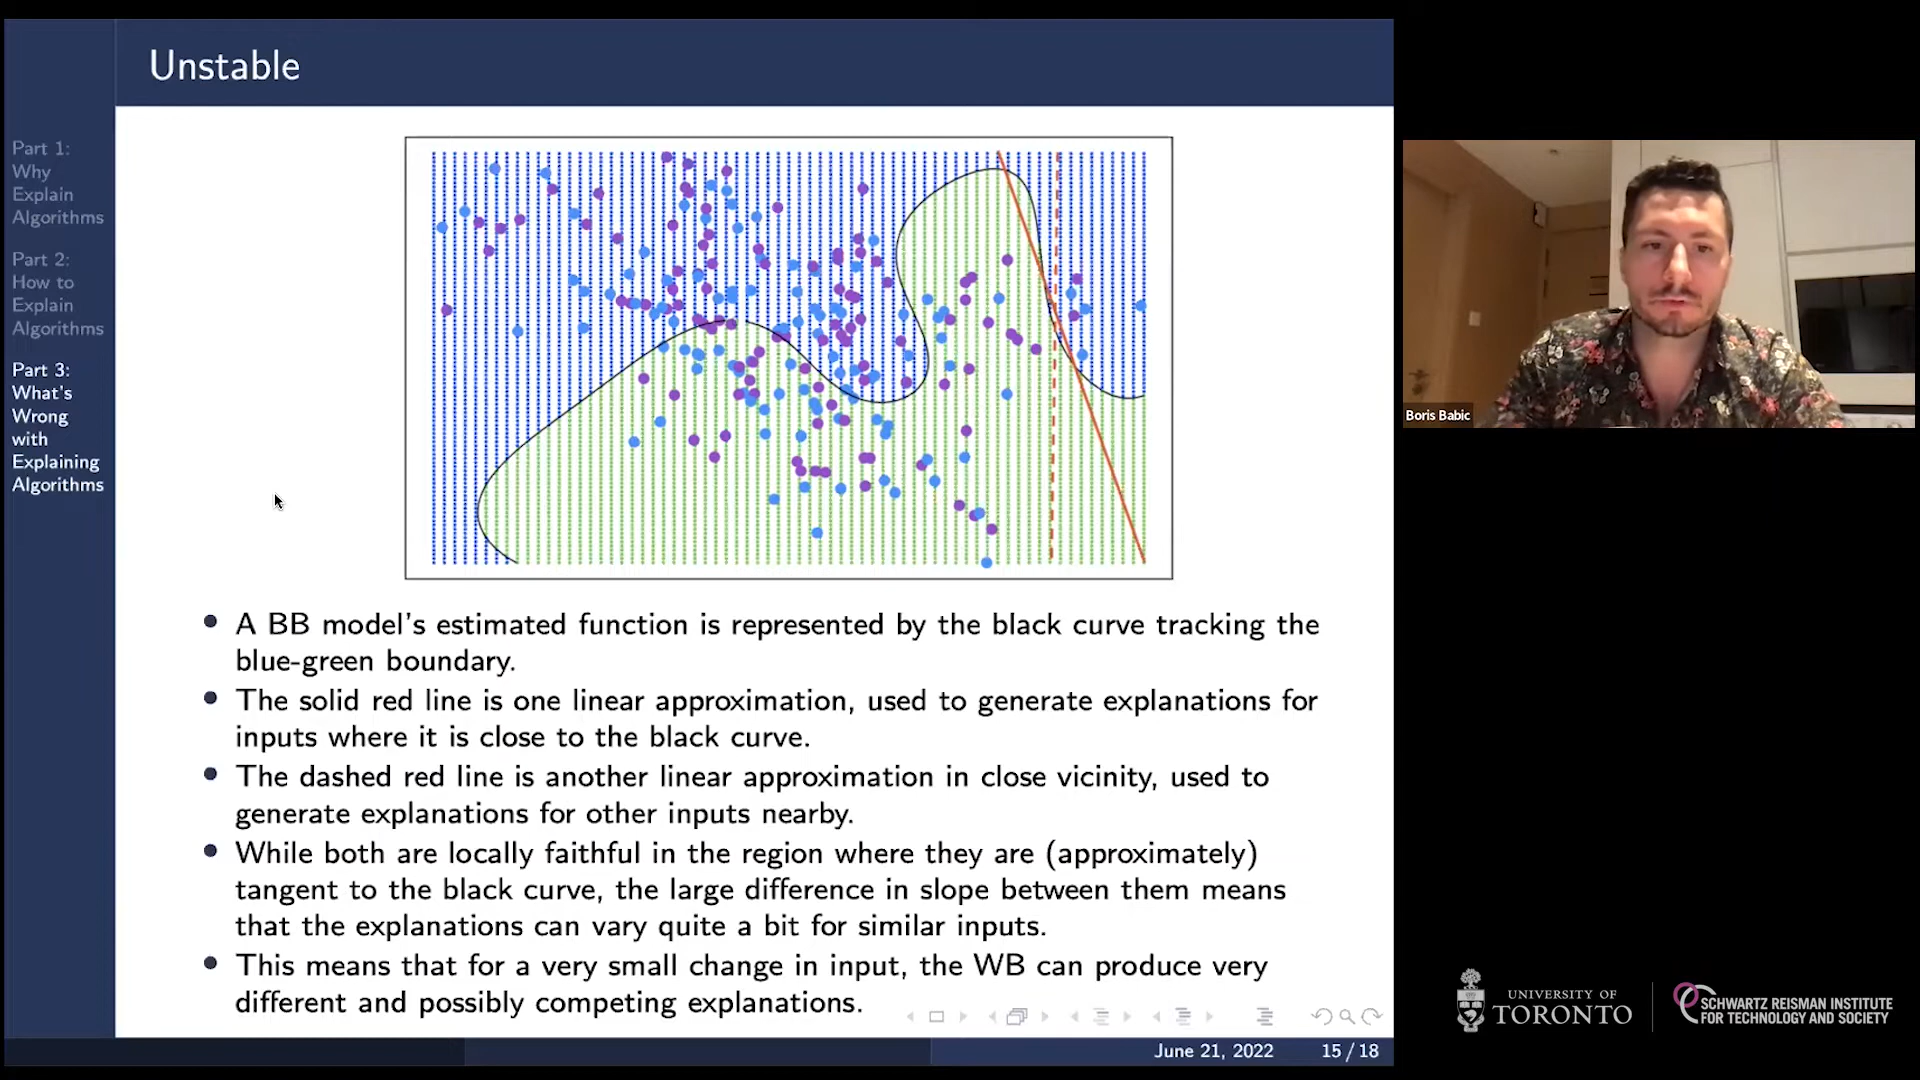 Unstable
Part 1:
Why
Explain
Algorithms
Part 2:
How to
Explain
Algorithms
Part 3:
What's
Wrong
with
Explaining
Algorithms
A BB model's estimated function is represented by the black curve tracking the
blue-green boundary.
The solid red line is one linear approximation, used to generate explanations for
inputs where it is close to the black curve.
The dashed red line is another linear approximation in close vicinity, used to
generate explanations for other inputs nearby.
While both are locally faithful in the region where they are (approximately)
tangent to the black curve, the large difference in slope between them means
that the explanations can vary quite a bit for similar inputs.
This means that for a very small change in input, the WB can produce very
different and possibly competing explanations.
June 21, 2022 15 / 18
Boris Babic
UNIVERSITY OF
TORONTO
SCHWARTZ REISMAN INSTITUTE
FOR TECHNOLOGY AND SOCIETY